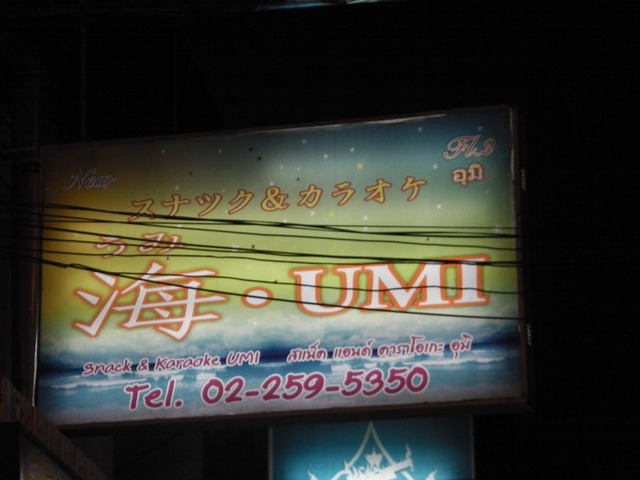 New
Fl.2
อุมิ
スナツク&カラオケ
うみ
海・UMI
Snack & Karaoke UMI สแน็ค แอนด์ คาราโอเกะ อุมิ
Tel. 02-259-5350